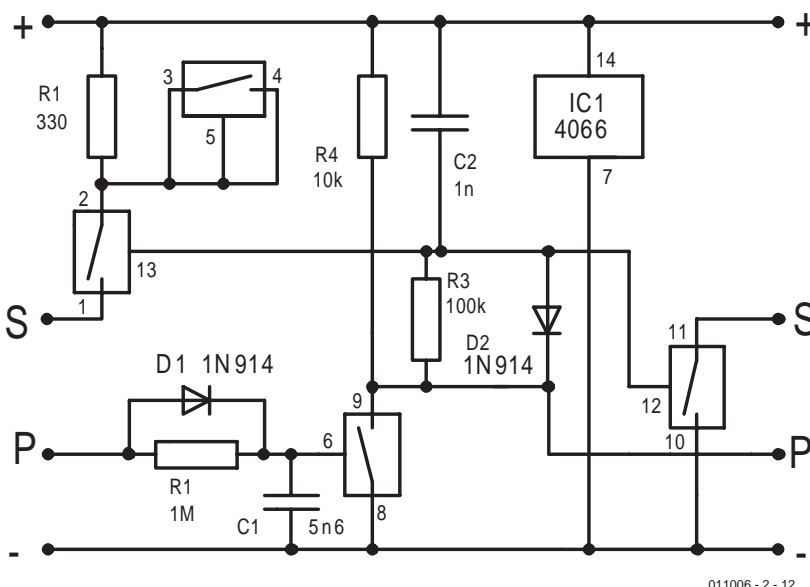 +
+
R1
330
3
4
5
R4
10k
C2
1n
14
IC1
4066
7
2
13
1
S
R3
100k
D2
1N914
11
S
12
10
D1 1N914
P
R1
1M
C1
5n6
6
9
8
P
-
-
011006 - 2 - 12